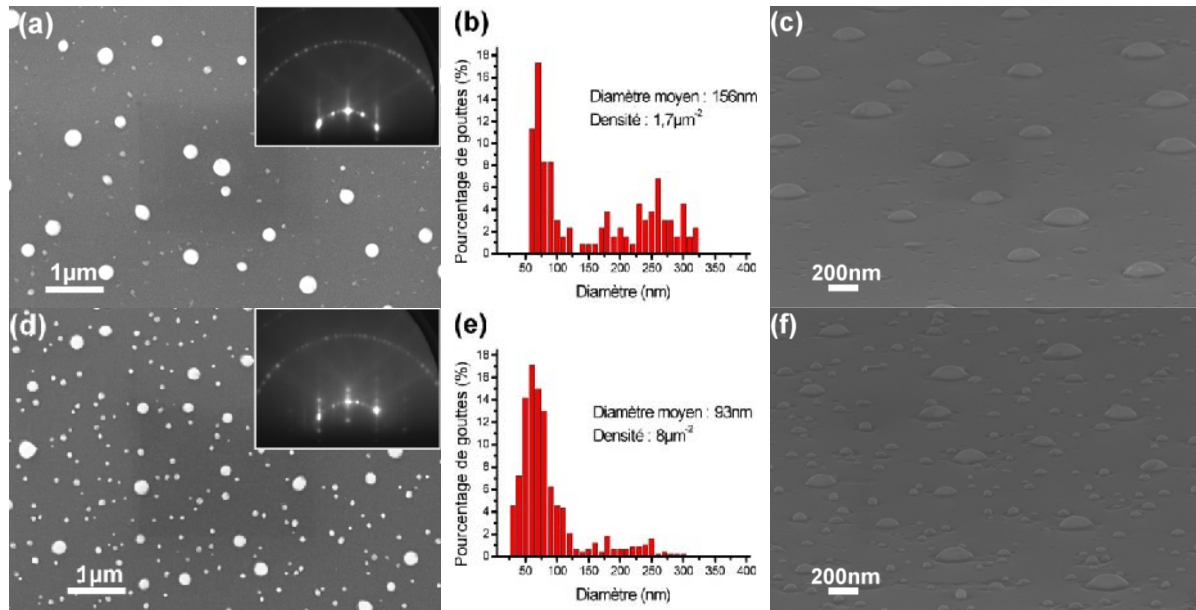 (a)
1µm
(b)
Pourcentage de gouttes (%)
18
16
14
12
10
8
6
4
2
0
Diamètre moyen : 156nm
Densité : 1,7µm⁻²
50 100 150 200 250 300 350 400
Diamètre (nm)
(c)
200nm
(d)
1µm
(e)
Pourcentage de gouttes (%)
18
16
14
12
10
8
6
4
2
0
Diamètre moyen : 93nm
Densité : 8µm⁻²
50 100 150 200 250 300 350 400
Diamètre (nm)
(f)
200nm